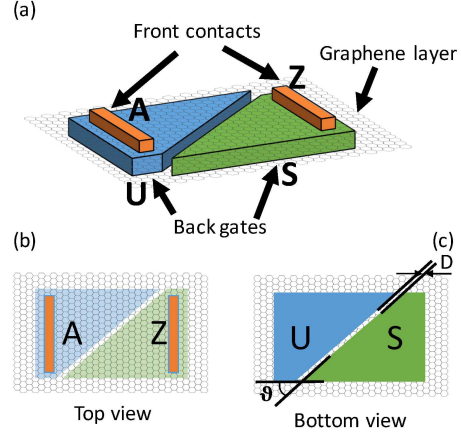 (a)
Front contacts
Graphene layer
A
Z
U
S
Back gates
(b)
(c)
D
A
Z
U
S
ϑ
Top view
Bottom view